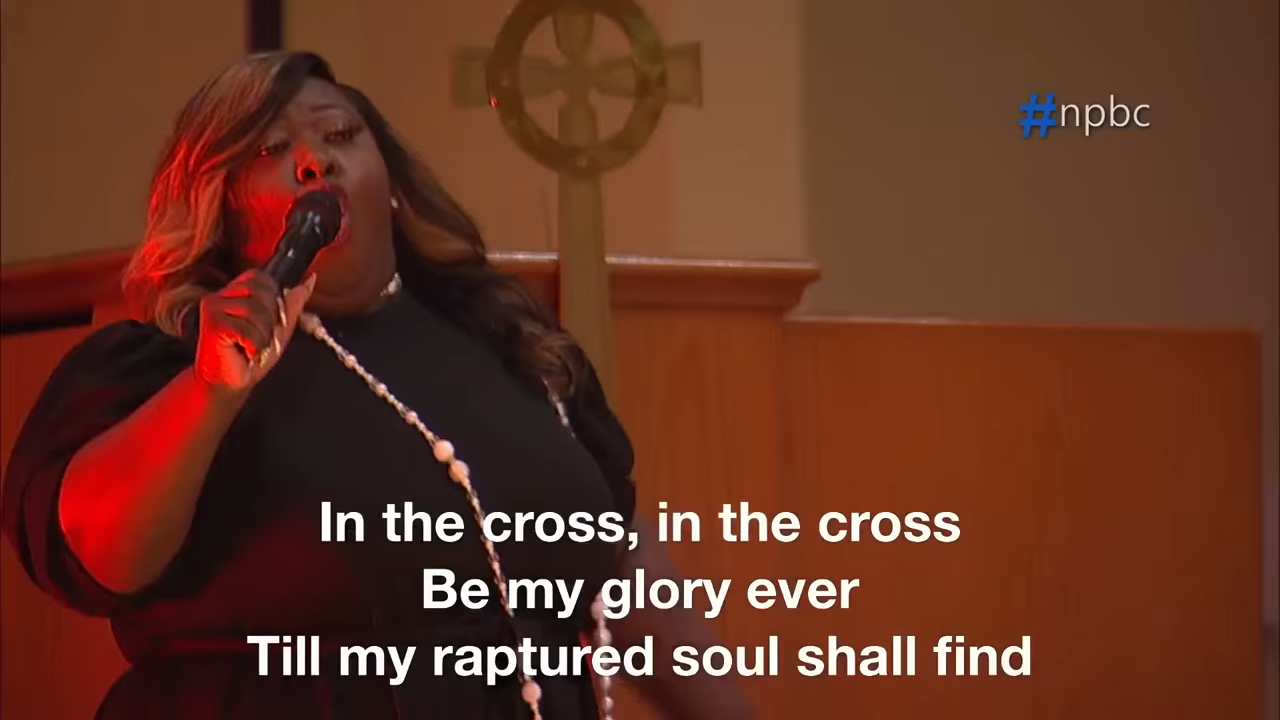 #npbc
In the cross, in the cross
Be my glory ever
Till my raptured soul shall find